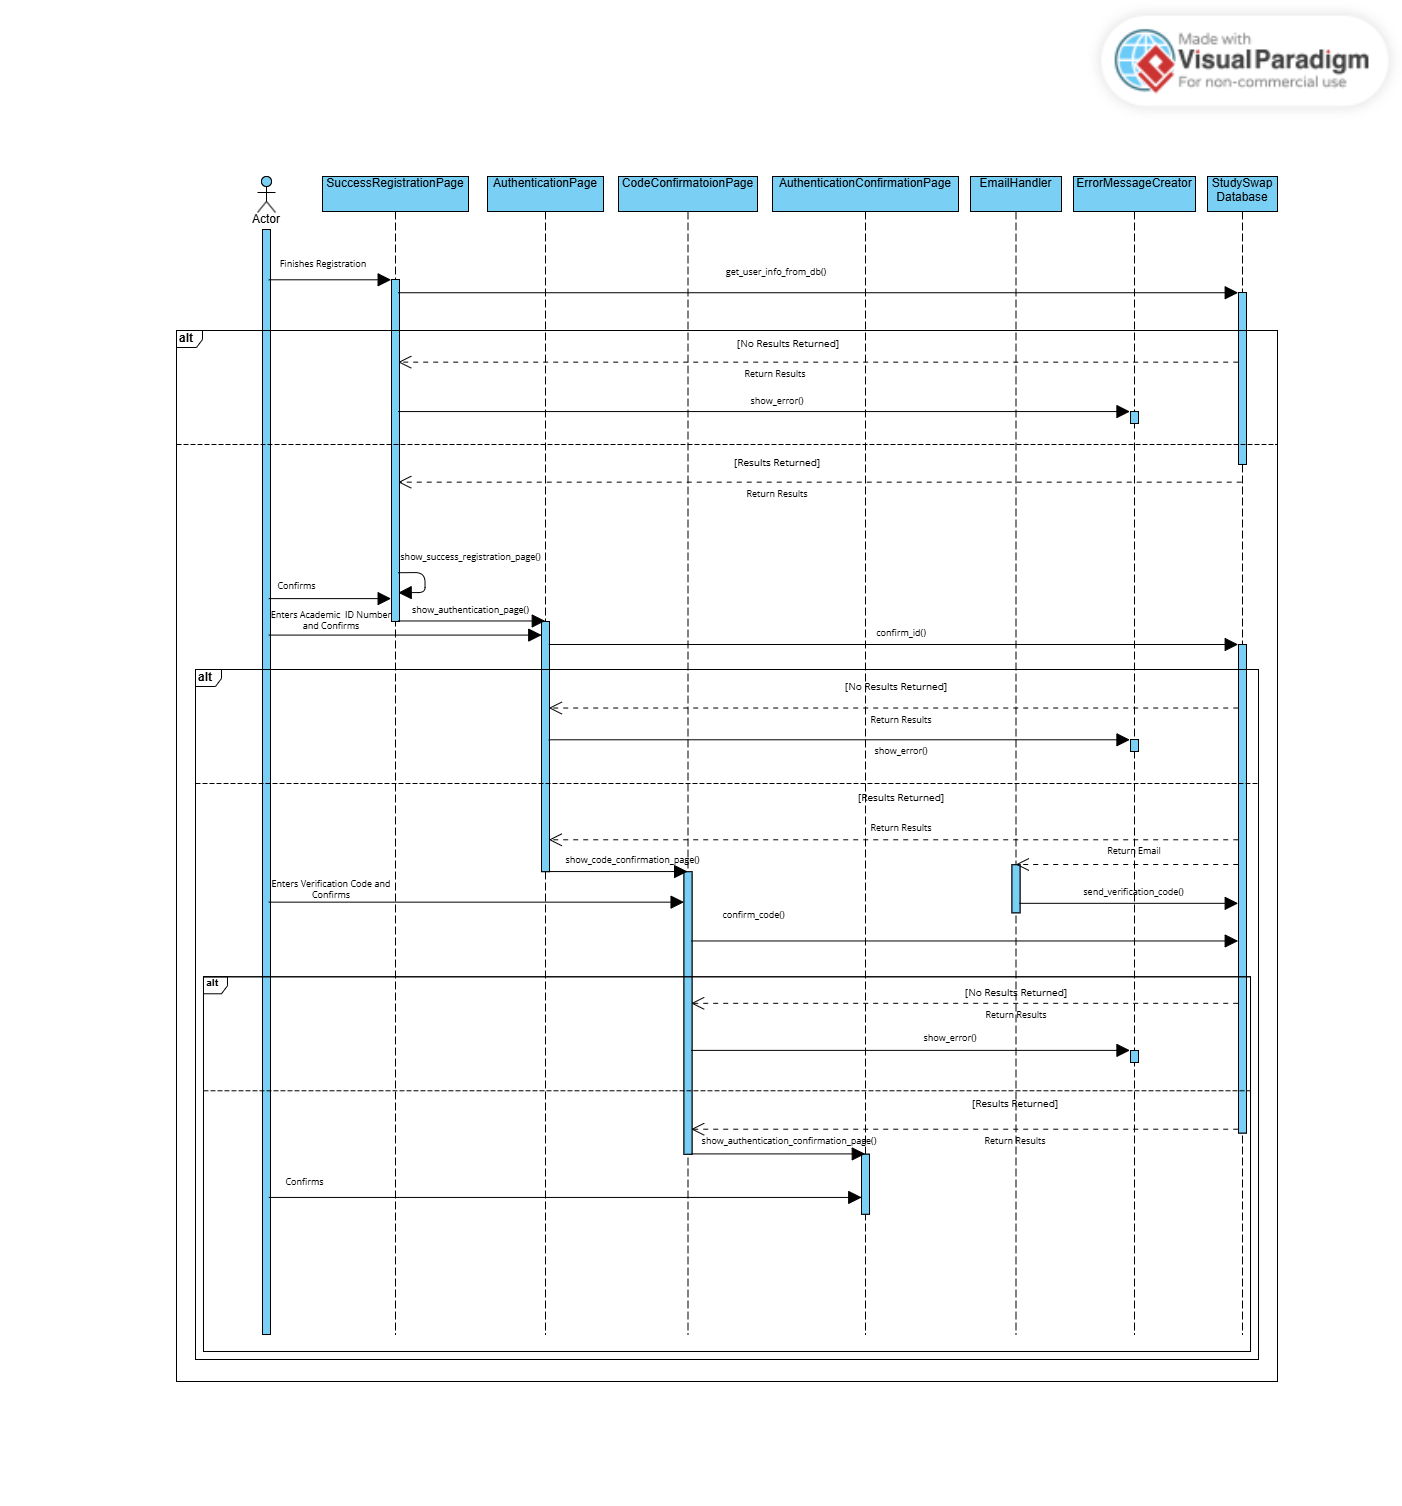 Made with
Visual Paradigm
For non-commercial use
Actor
SuccessRegistrationPage
AuthenticationPage
CodeConfirmatoionPage
AuthenticationConfirmationPage
EmailHandler
ErrorMessageCreator
StudySwap
Database
Finishes Registration
get_user_info_from_db()
alt
[No Results Returned]
Return Results
show_error()
[Results Returned]
Return Results
show_success_registration_page()
Confirms
show_authentication_page()
Enters Academic ID Number
and Confirms
confirm_id()
alt
[No Results Returned]
Return Results
show_error()
[Results Returned]
Return Results
Return Email
show_code_confirmation_page()
Enters Verification Code and
Confirms
send_verification_code()
confirm_code()
alt
[No Results Returned]
Return Results
show_error()
[Results Returned]
show_authentication_confirmation_page()
Return Results
Confirms